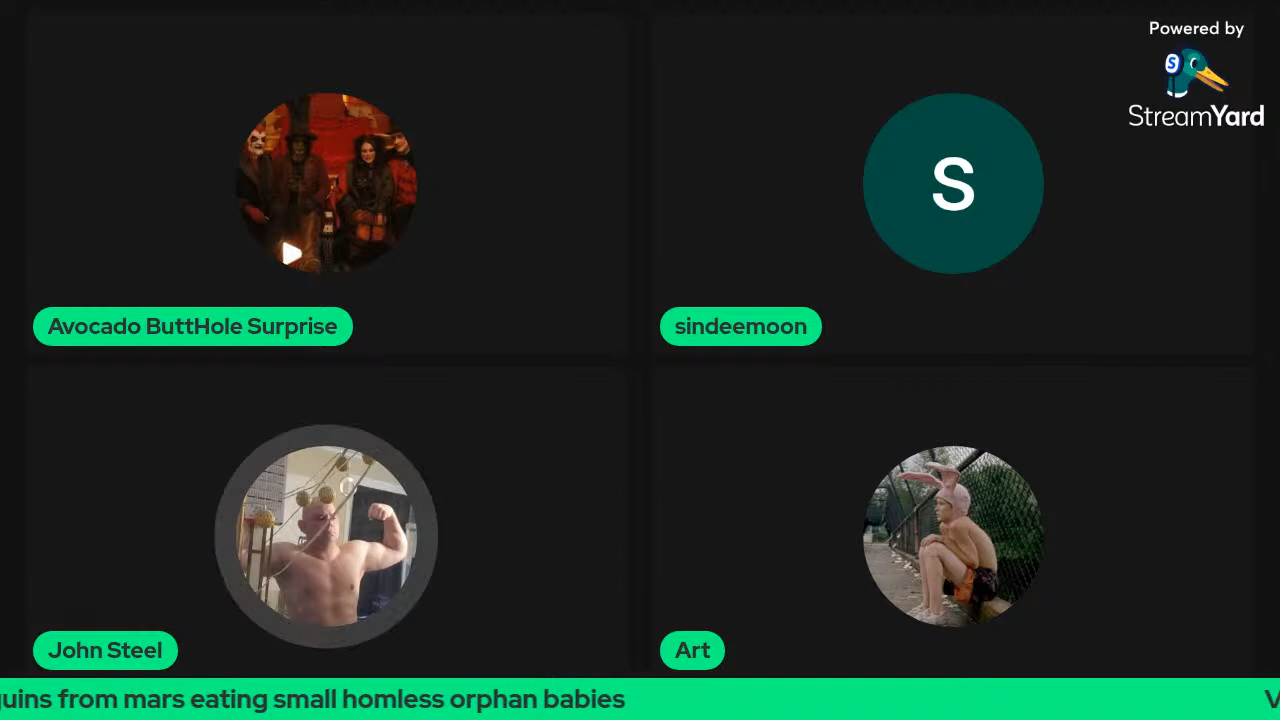 Powered by
StreamYard
S
S
Avocado ButtHole Surprise
sindeemoon
John Steel
Art
uins from mars eating small homless orphan babies